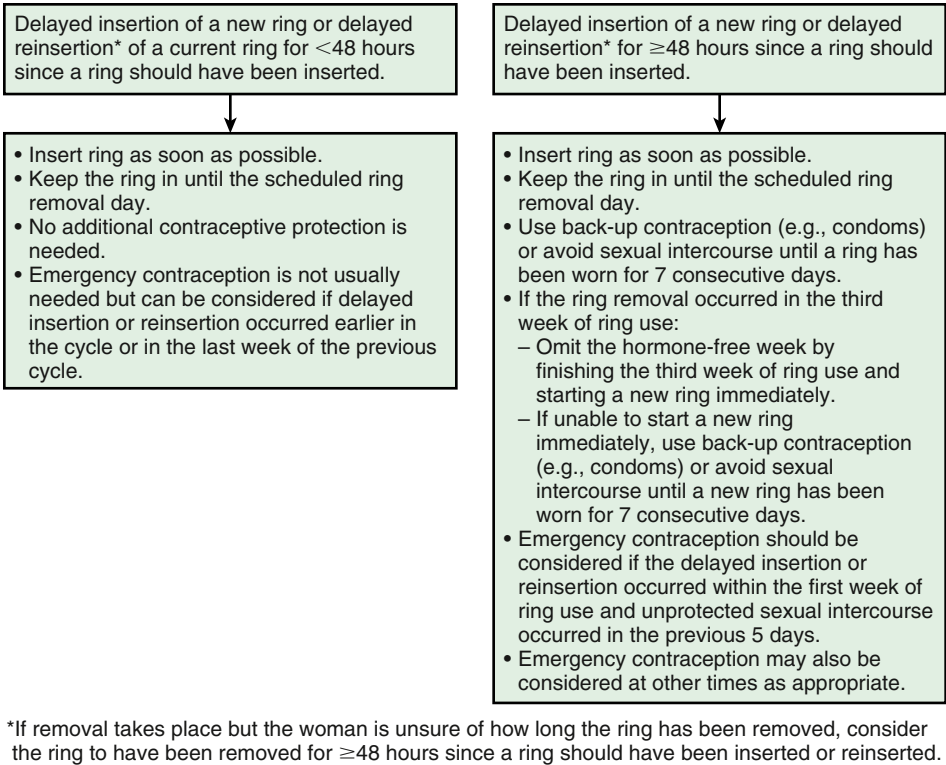 Delayed insertion of a new ring or delayed
reinsertion* of a current ring for <48 hours
since a ring should have been inserted.
• Insert ring as soon as possible.
• Keep the ring in until the scheduled ring
removal day.
• No additional contraceptive protection is
needed.
• Emergency contraception is not usually
needed but can be considered if delayed
insertion or reinsertion occurred earlier in
the cycle or in the last week of the previous
cycle.
Delayed insertion of a new ring or delayed
reinsertion* for ≥48 hours since a ring should
have been inserted.
• Insert ring as soon as possible.
• Keep the ring in until the scheduled ring
removal day.
• Use back-up contraception (e.g., condoms)
or avoid sexual intercourse until a ring has
been worn for 7 consecutive days.
• If the ring removal occurred in the third
week of ring use:
– Omit the hormone-free week by
finishing the third week of ring use and
starting a new ring immediately.
– If unable to start a new ring
immediately, use back-up contraception
(e.g., condoms) or avoid sexual
intercourse until a new ring has been
worn for 7 consecutive days.
• Emergency contraception should be
considered if the delayed insertion or
reinsertion occurred within the first week of
ring use and unprotected sexual intercourse
occurred in the previous 5 days.
• Emergency contraception may also be
considered at other times as appropriate.
*If removal takes place but the woman is unsure of how long the ring has been removed, consider
the ring to have been removed for ≥48 hours since a ring should have been inserted or reinserted.